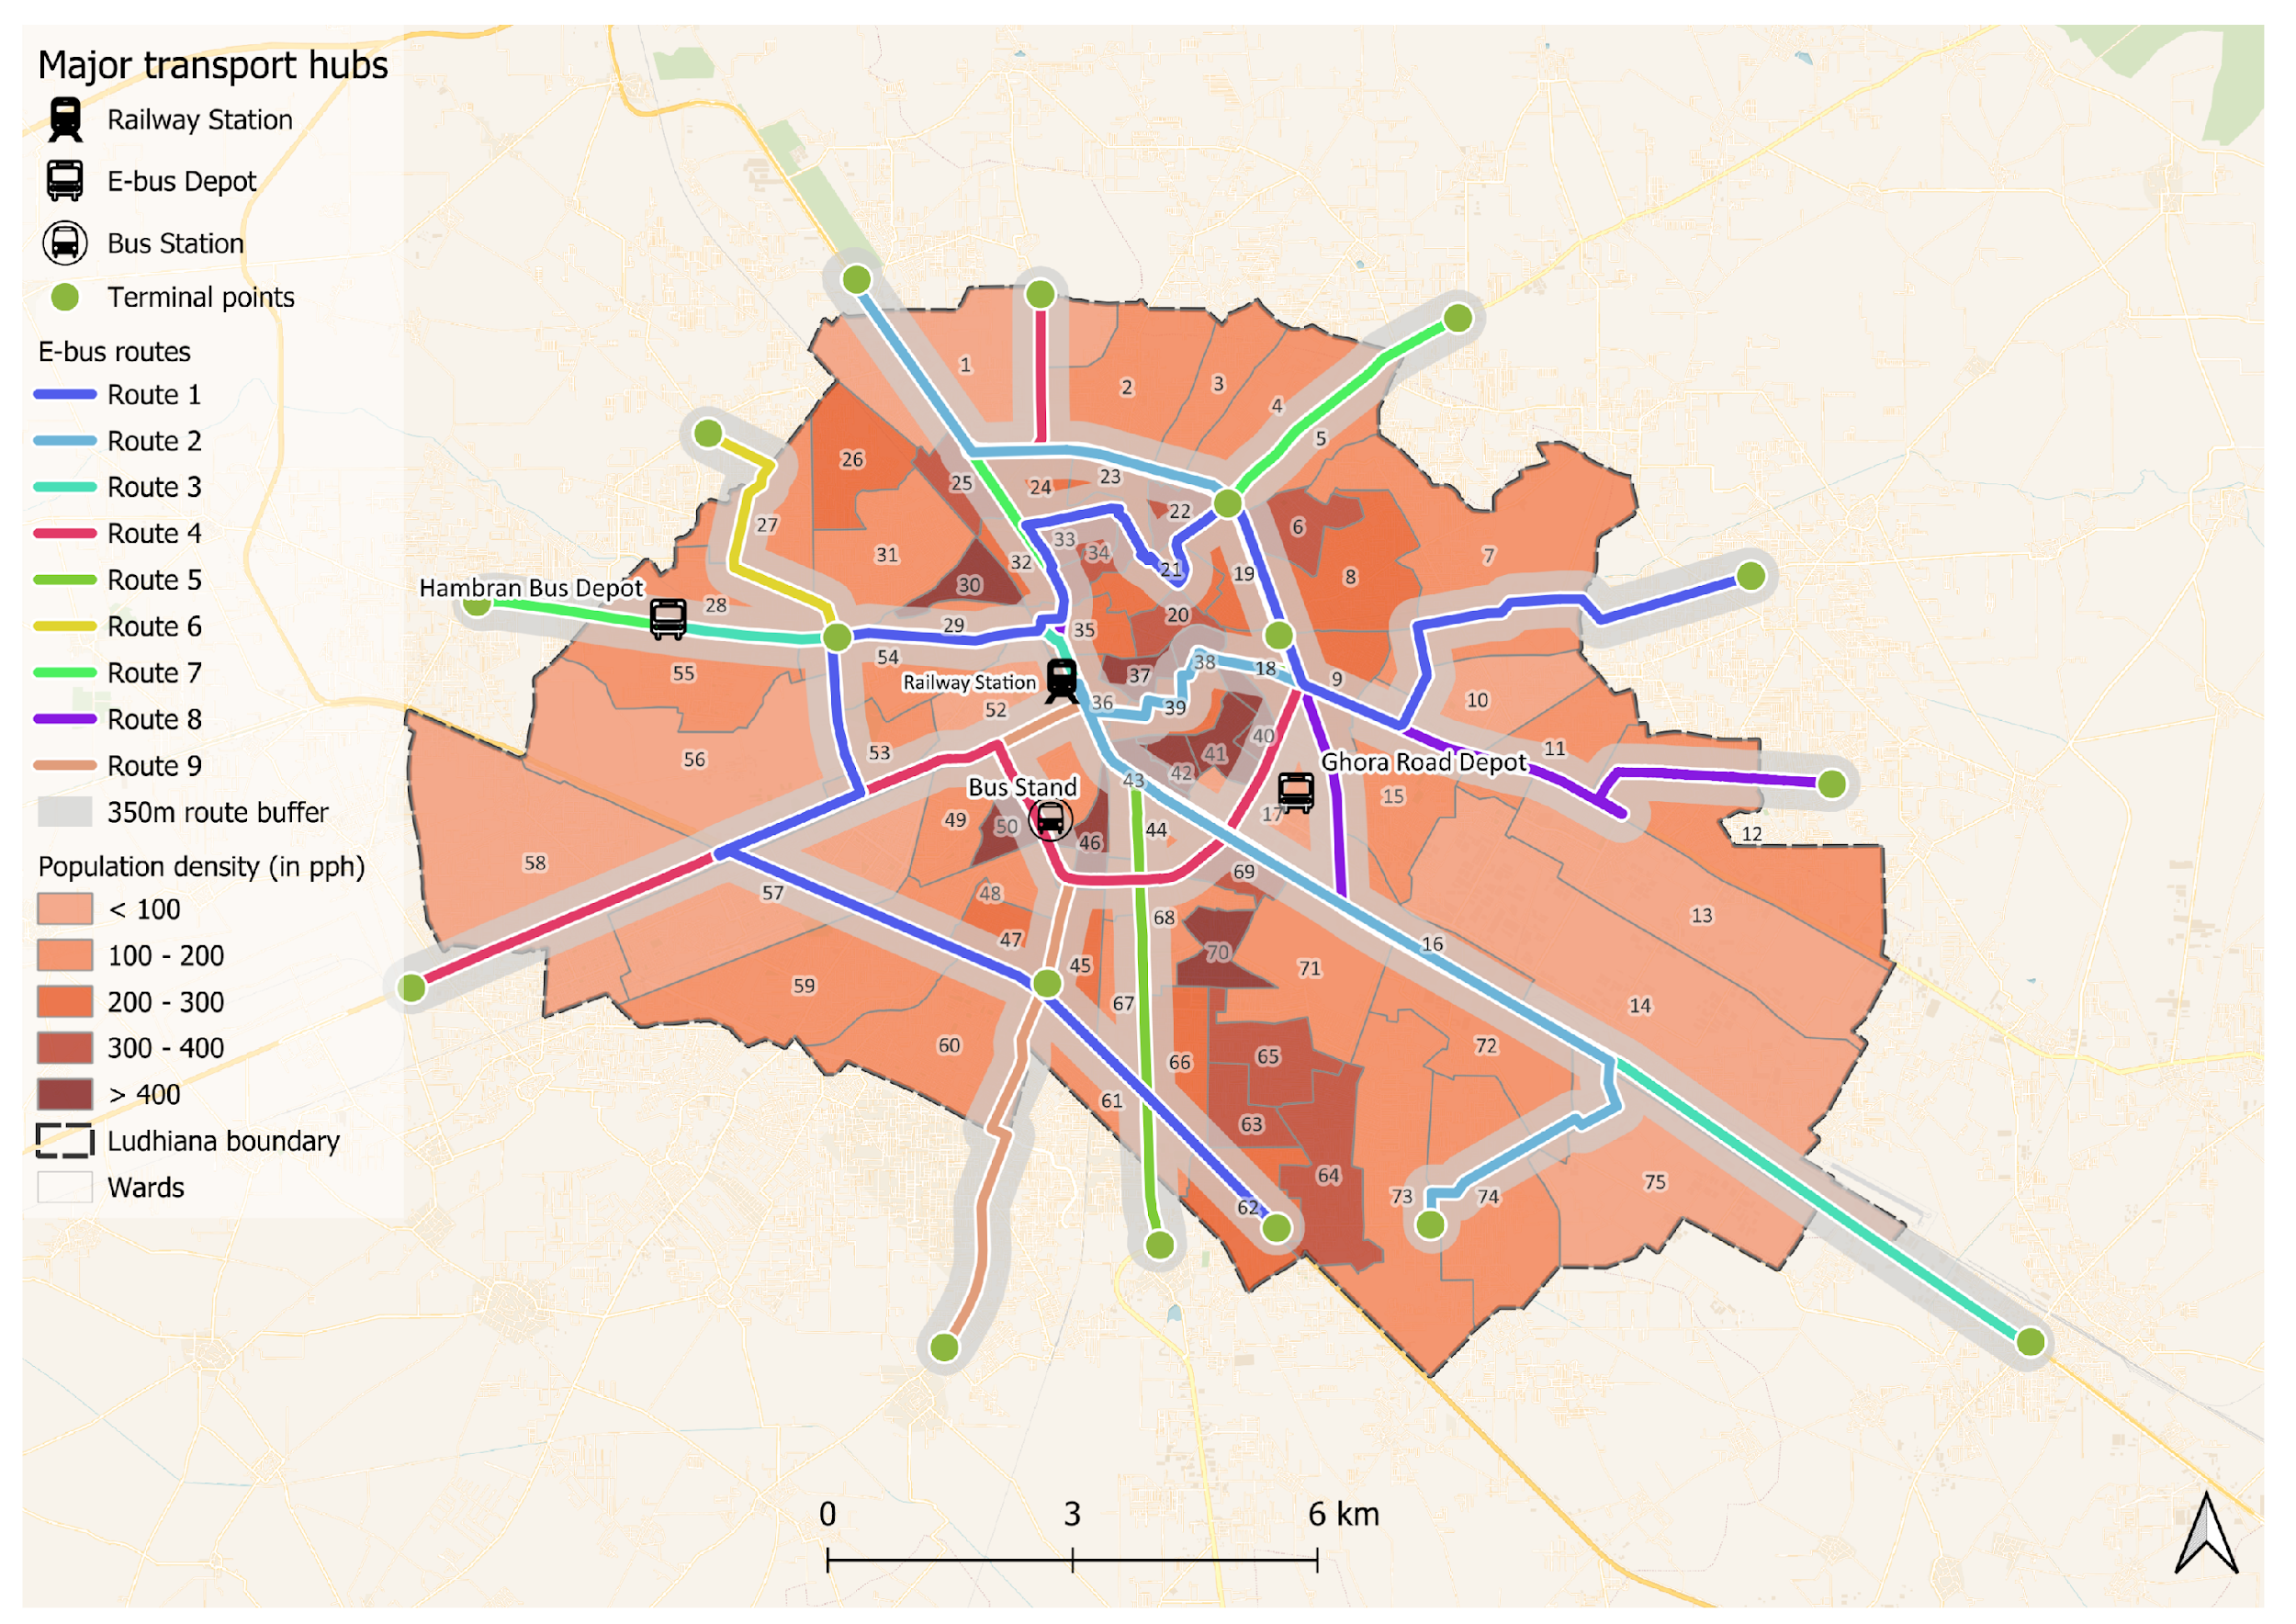 Major transport hubs
Railway Station
E-bus Depot
Bus Station
Terminal points
E-bus routes
Route 1
Route 2
Route 3
Route 4
Route 5
Route 6
Route 7
Route 8
Route 9
350m route buffer
Population density (in pph)
< 100
100 - 200
200 - 300
300 - 400
> 400
Ludhiana boundary
Wards
1
2
3
4
5
26
25
24
23
22
6
27
33
34
31
32
30
21
19
8
7
Hambran Bus Depot
28
29
35
20
54
55
Railway Station
37
38
18
9
10
52
36
39
40
53
56
11
41
42
43
Ghora Road Depot
Bus Stand
15
17
49
50
46
44
12
58
57
48
69
13
68
47
70
16
45
71
59
67
14
60
66
65
72
61
63
64
62
73
74
75
0
3
6 km